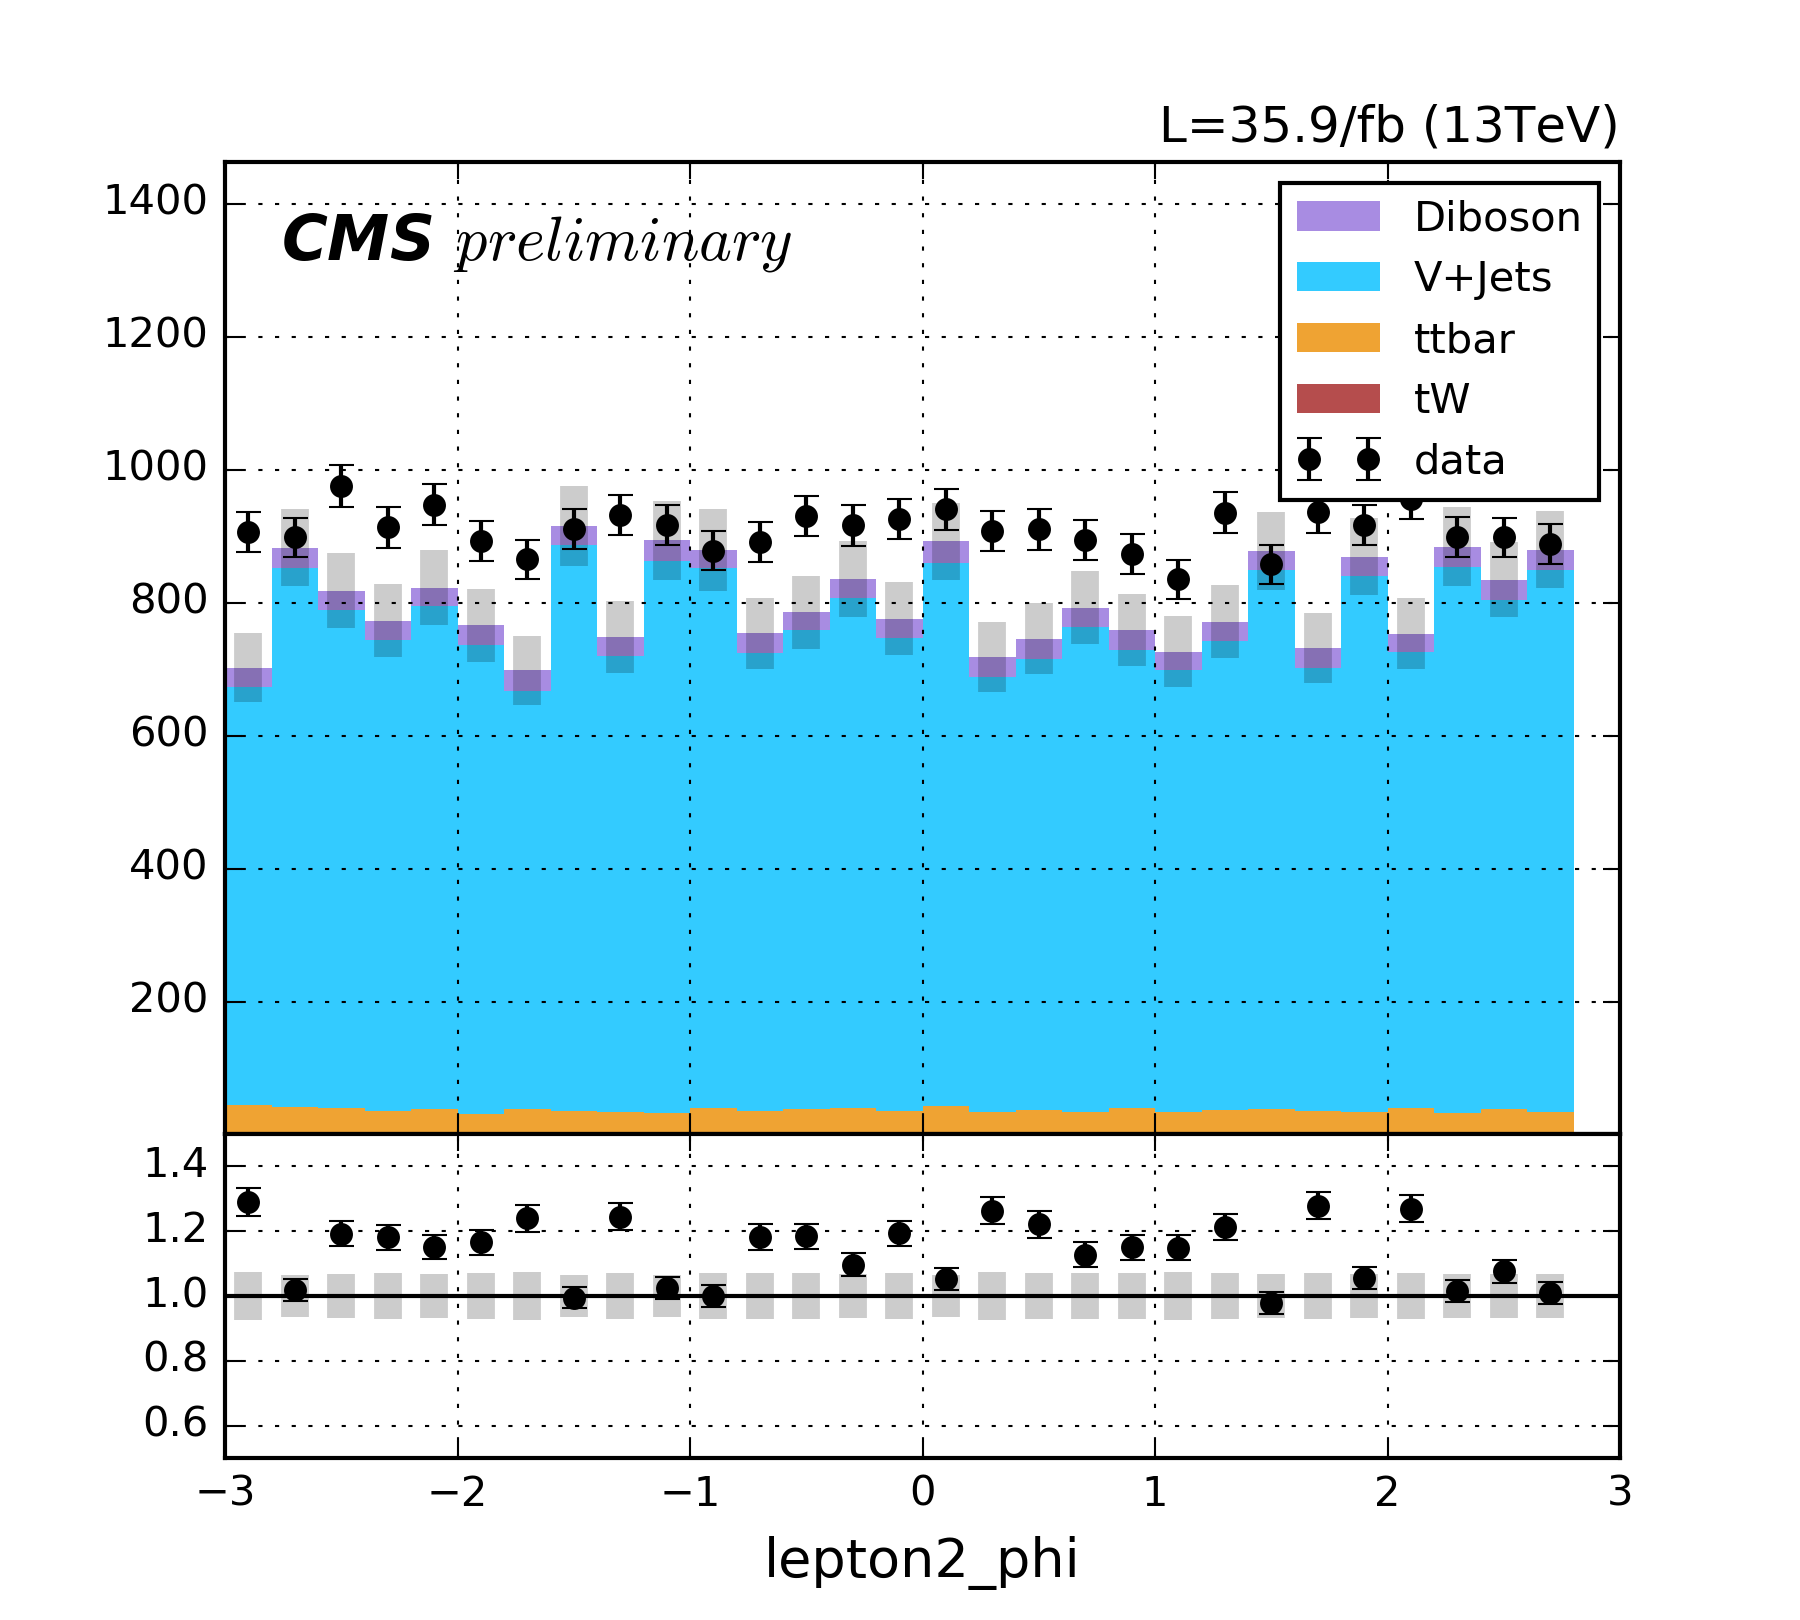 L=35.9/fb (13TeV)
CMS preliminary
Diboson
V+Jets
ttbar
tW
data
1400
1200
1000
800
600
400
200
1.4
1.2
1.0
0.8
0.6
−3 −2 −1 0 1 2 3
lepton2_phi